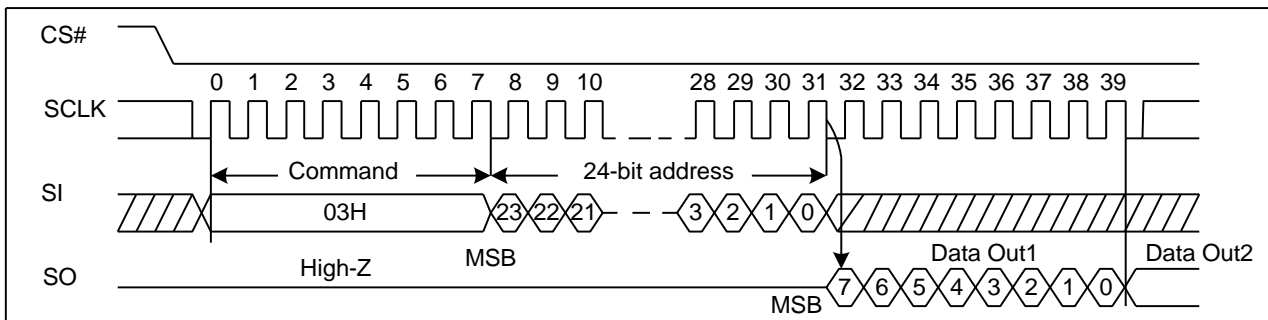 CS#
0 1 2 3 4 5 6 7 8 9 10 28 29 30 31 32 33 34 35 36 37 38 39
SCLK
Command 24-bit address
SI
03H 23 22 21 3 2 1 0
High-Z MSB Data Out1 Data Out2
SO
MSB 7 6 5 4 3 2 1 0